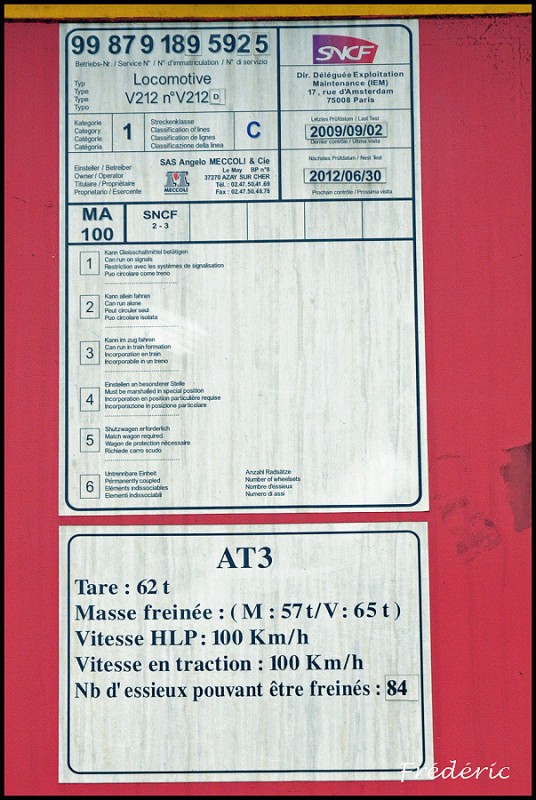 99 87 9 189 592 5
Betriebs-Nr. / Service N° / N° d'immatriculation / N° di servizio
Typ
Type
Type
Typo
Locomotive
V212 n°V212 D
SNCF
Dir. Déléguée Exploitation
Maintenance (IEM)
17, rue d'Amsterdam
75008 Paris
Kategorie
Category
Catégorie
Categoria
1
Streckenklasse
Classification of lines
Classification de lignes
Classificazione della linea
C
Letztes Prüfdatum / Last Test
2009/09/02
Dernier contrôle / Ultima visita
Einsteller / Betreiber
Owner / Operator
Titulaire / Propriétaire
Proprietario / Esercente
MECCOLI
SAS Angelo MECCOLI & Cie
Le May BP n°8
37270 AZAY SUR CHER
Tél. : 02.47.50.41.69
Fax : 02.47.50.48.78
Nächstes Prüfdatum / Next Test
2012/06/30
Prochain contrôle / Prossima visita
MA
100
SNCF
2 - 3
1
Kann Gleisschaltmittel betätigen
Can run on signals
Restriction avec les systèmes de signalisation
Puo circolare come treno
2
Kann allein fahren
Can run alone
Peut circuler seul
Puo circolare isolata
3
Kann im zug fahren
Can run in train formation
Incorporation en train
Incorporabile in un treno
4
Einstellen an besonderer Stelle
Must be marshalled in special position
Incorporation en position particulière requise
Incorporazione in posizione particolare
5
Shutzwagen erforderlich
Match wagon required.
Wagon de protection nécessaire
Richiede carro scudo
6
Untrennbare Einheit
Permanently coupled
Eléments indissociables
Elementi indissociabili
Anzahl Radsätze
Number of wheelsets
Nombre d'essieux
Numero di assi
AT3
Tare : 62 t
Masse freinée : ( M : 57 t/ V : 65 t )
Vitesse HLP : 100 Km/h
Vitesse en traction : 100 Km/h
Nb d'essieux pouvant être freinés : 84
Frédéric